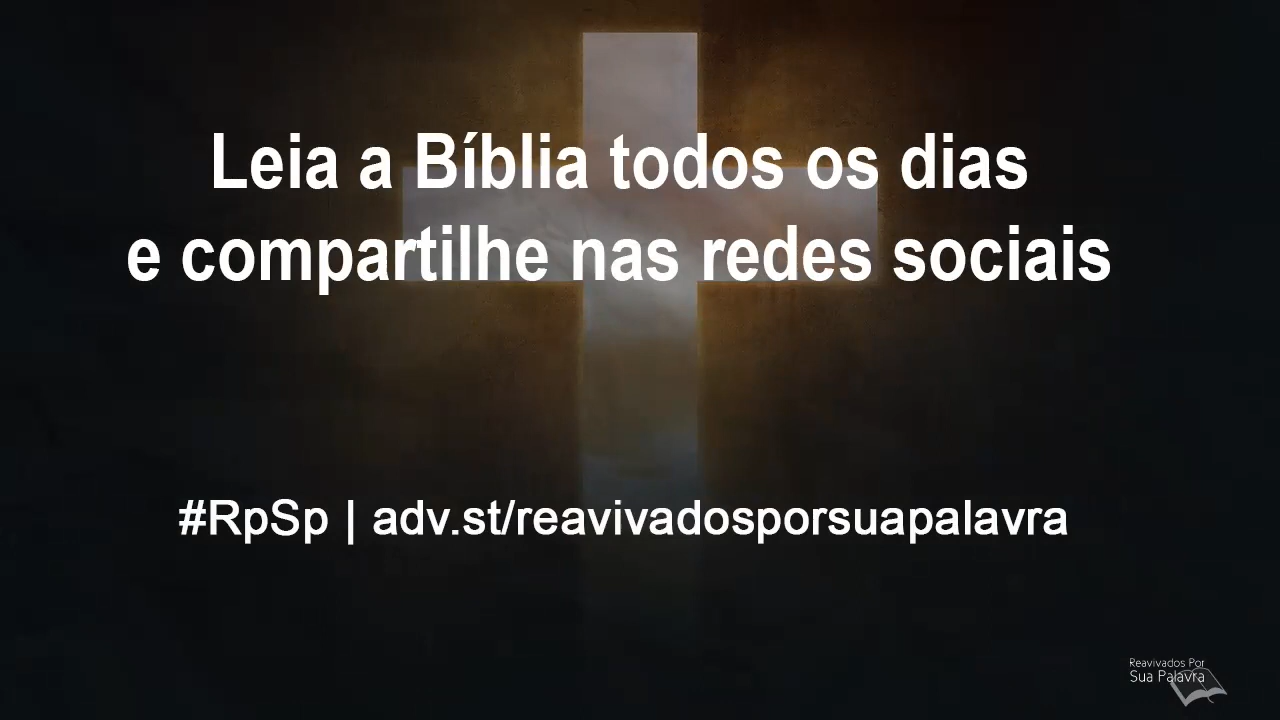 Leia a Bíblia todos os dias
e compartilhe nas redes sociais
#RpSp | adv.st/reavivadosporsuapalavra
Reavivados Por
Sua Palavra